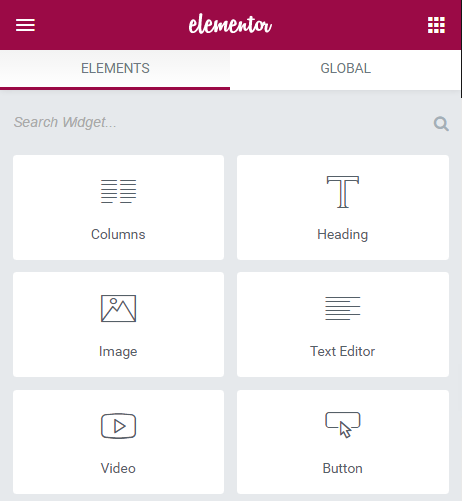 elementor
ELEMENTS GLOBAL
Search Widget...
Columns Heading
Image Text Editor
Video Button